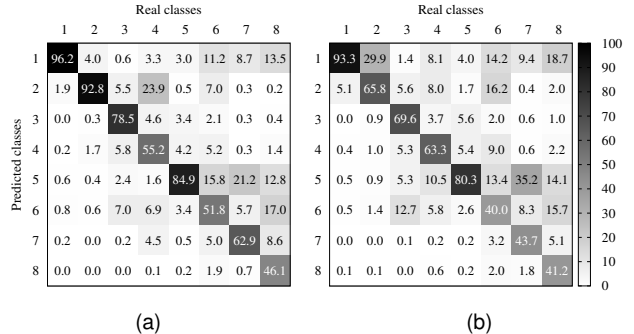 Real classes
Real classes
1 2 3 4 5 6 7 8
1 2 3 4 5 6 7 8
Predicted classes
1 96.2 4.0 0.6 3.3 3.0 11.2 8.7 13.5
2 1.9 92.8 5.5 23.9 0.5 7.0 0.3 0.2
3 0.0 0.3 78.5 4.6 3.4 2.1 0.3 0.4
4 0.2 1.7 5.8 55.2 4.2 5.2 0.3 1.4
5 0.6 0.4 2.4 1.6 84.9 15.8 21.2 12.8
6 0.8 0.6 7.0 6.9 3.4 51.8 5.7 17.0
7 0.2 0.0 0.2 4.5 0.5 5.0 62.9 8.6
8 0.0 0.0 0.0 0.1 0.2 1.9 0.7 46.1
(a)
1 93.3 29.9 1.4 8.1 4.0 14.2 9.4 18.7
2 5.1 65.8 5.6 8.0 1.7 16.2 0.4 2.0
3 0.0 0.9 69.6 3.7 5.6 2.0 0.6 1.0
4 0.4 1.0 5.3 63.3 5.4 9.0 0.6 2.2
5 0.5 0.9 5.3 10.5 80.3 13.4 35.2 14.1
6 0.5 1.4 12.7 5.8 2.6 40.0 8.3 15.7
7 0.0 0.0 0.1 0.2 0.2 3.2 43.7 5.1
8 0.1 0.1 0.0 0.6 0.2 2.0 1.8 41.2
(b)
100
90
80
70
60
50
40
30
20
10
0